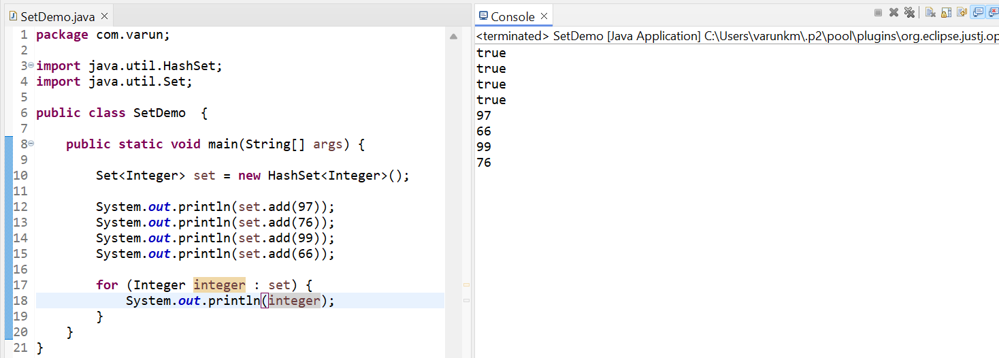 SetDemo.java
1 package com.varun;
2
3 import java.util.HashSet;
4 import java.util.Set;
5
6 public class SetDemo  {
7
8     public static void main(String[] args) {
9
10         Set<Integer> set = new HashSet<Integer>();
11
12         System.out.println(set.add(97));
13         System.out.println(set.add(76));
14         System.out.println(set.add(99));
15         System.out.println(set.add(66));
16
17         for (Integer integer : set) {
18             System.out.println(integer);
19         }
20     }
21 }
Console
<terminated> SetDemo [Java Application] C:\Users\varunkm\.p2\pool\plugins\org.eclipse.justj.op
true
true
true
true
97
66
99
76